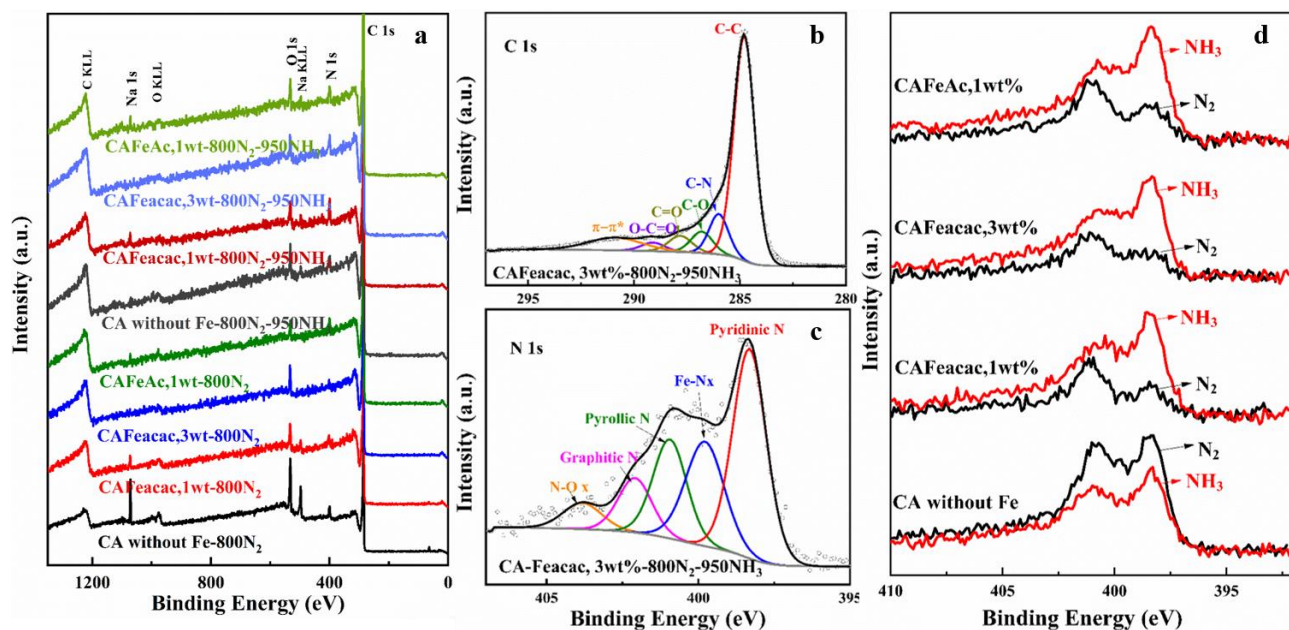 a
C KLL
Na 1s
O KLL
O 1s
Na KLL
N 1s
C 1s
CAFeAc,1wt-800N₂-950NH₃
CAFeacac,3wt-800N₂-950NH₃
CAFeacac,1wt-800N₂-950NH₃
CA without Fe-800N₂-950NH₃
CAFeAc,1wt-800N₂
CAFeacac,3wt-800N₂
CAFeacac,1wt-800N₂
CA without Fe-800N₂
Intensity (a.u.)
1200 800 400 0
Binding Energy (eV)
b
C 1s
C-C
C-N
C-O
C=O
O-C=O
π−π*
CAFeacac, 3wt%-800N₂-950NH₃
Intensity (a.u.)
295 290 285 280
c
N 1s
Pyridinic N
Fe-Nx
Pyrollic N
Graphitic N
N-O x
CA-Feacac, 3wt%-800N₂-950NH₃
Intensity (a.u.)
405 400 395
Binding Energy (eV)
d
NH₃
CAFeAc,1wt%
N₂
NH₃
CAFeacac,3wt%
N₂
NH₃
CAFeacac,1wt%
N₂
N₂
NH₃
CA without Fe
Intensity (a.u.)
410 405 400 395
Binding Energy (eV)